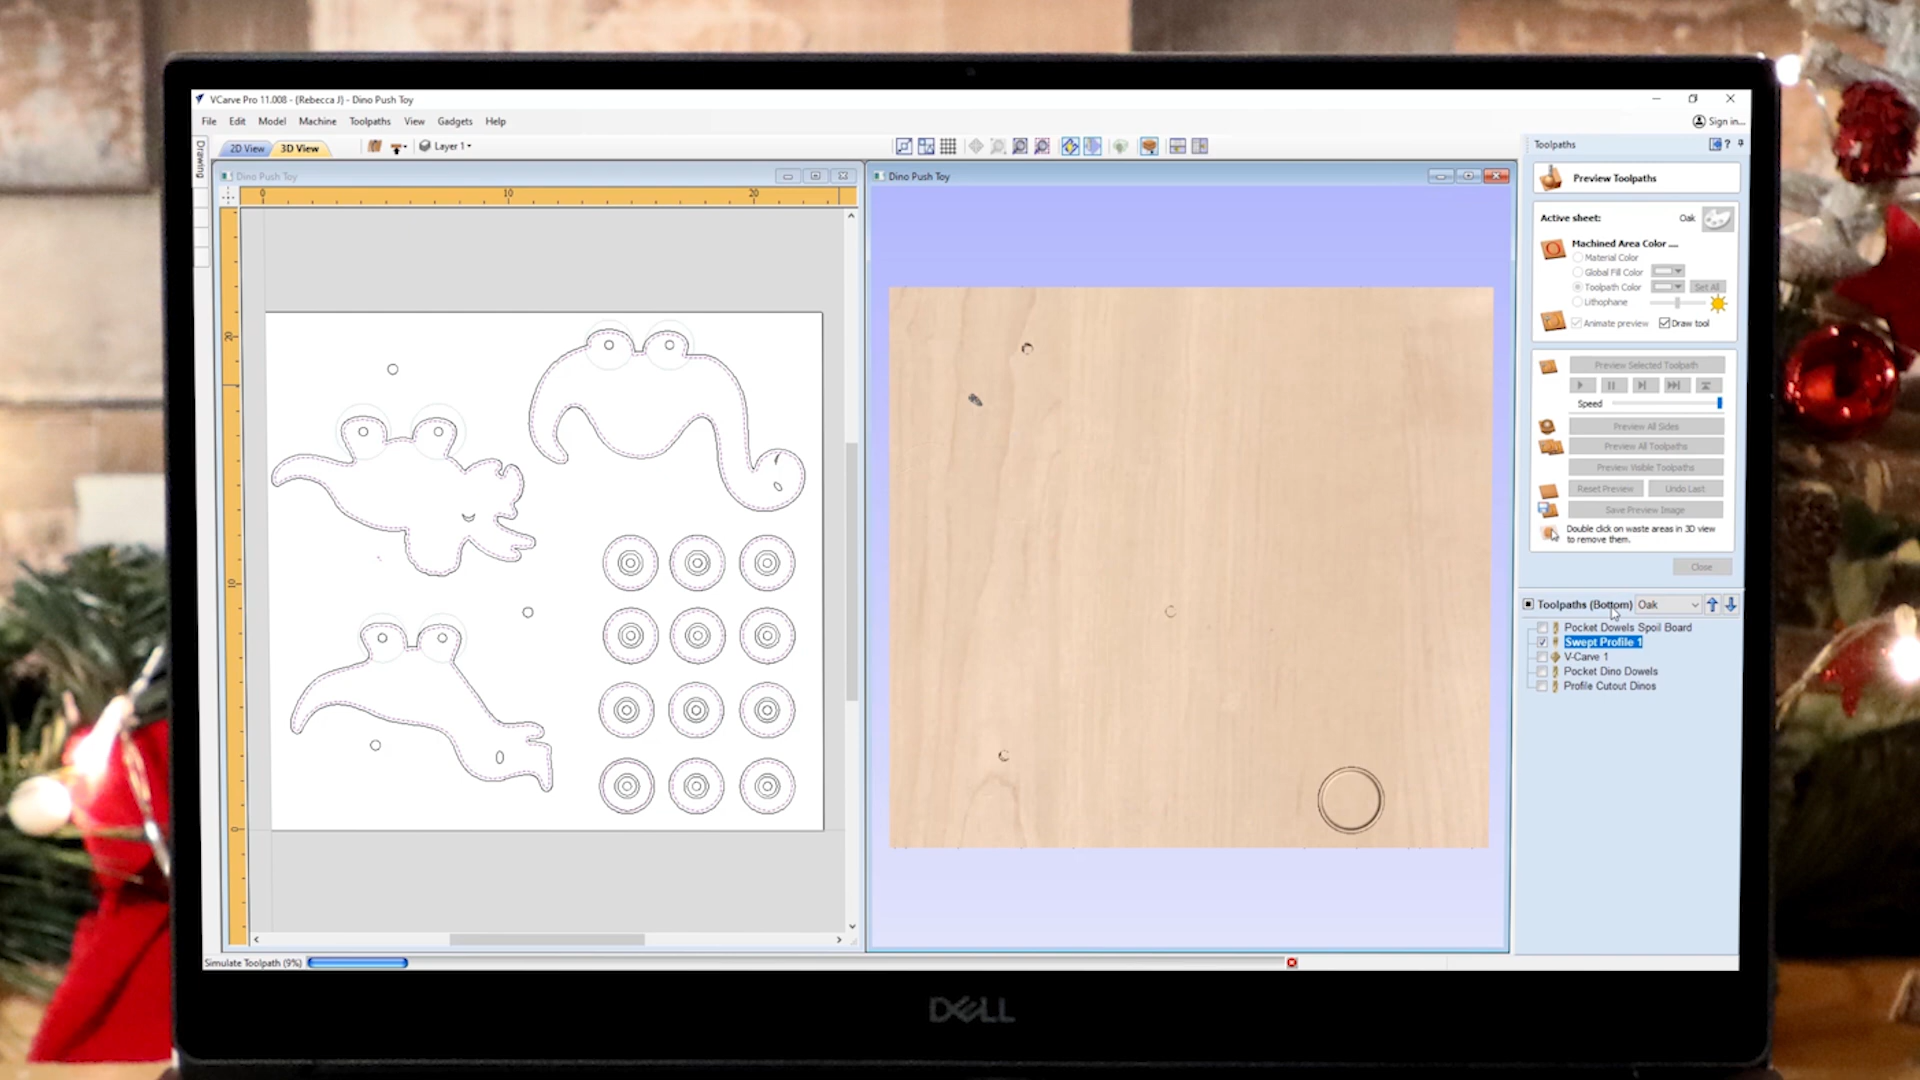 VCarve Pro 11.008 - {Rebecca J} - Dino Push Toy
File Edit Model Machine Toolpaths View Gadgets Help
Sign in...
Drawing
2D View 3D View Layer 1
Toolpaths ?
Dino Push Toy
0 10 20
20
10
0
Dino Push Toy
Preview Toolpaths
Active sheet: Oak
Machined Area Color ....
Material Color
Global Fill Color
Toolpath Color Set All
Lithophane
Animate preview Draw tool
Preview Selected Toolpath
Speed
Preview All Sides
Preview All Toolpaths
Preview Visible Toolpaths
Reset Preview Undo Last
Save Preview Image
Double click on waste areas in 3D view
to remove them.
Close
Toolpaths (Bottom) Oak
Pocket Dowels Spoil Board
Swept Profile 1
V-Carve 1
Pocket Dino Dowels
Profile Cutout Dinos
Simulate Toolpath (9%)
DELL